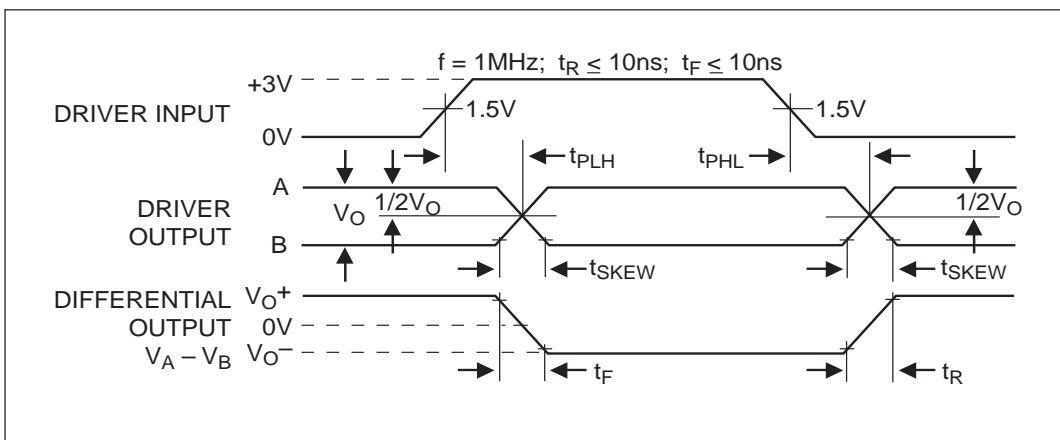 f = 1MHz; tR ≤ 10ns; tF ≤ 10ns
+3V
DRIVER INPUT
1.5V
1.5V
0V
tPLH
tPHL
A
DRIVER
OUTPUT
VO
1/2VO
1/2VO
B
tSKEW
tSKEW
DIFFERENTIAL
OUTPUT
VA – VB
VO+
0V
VO–
tF
tR